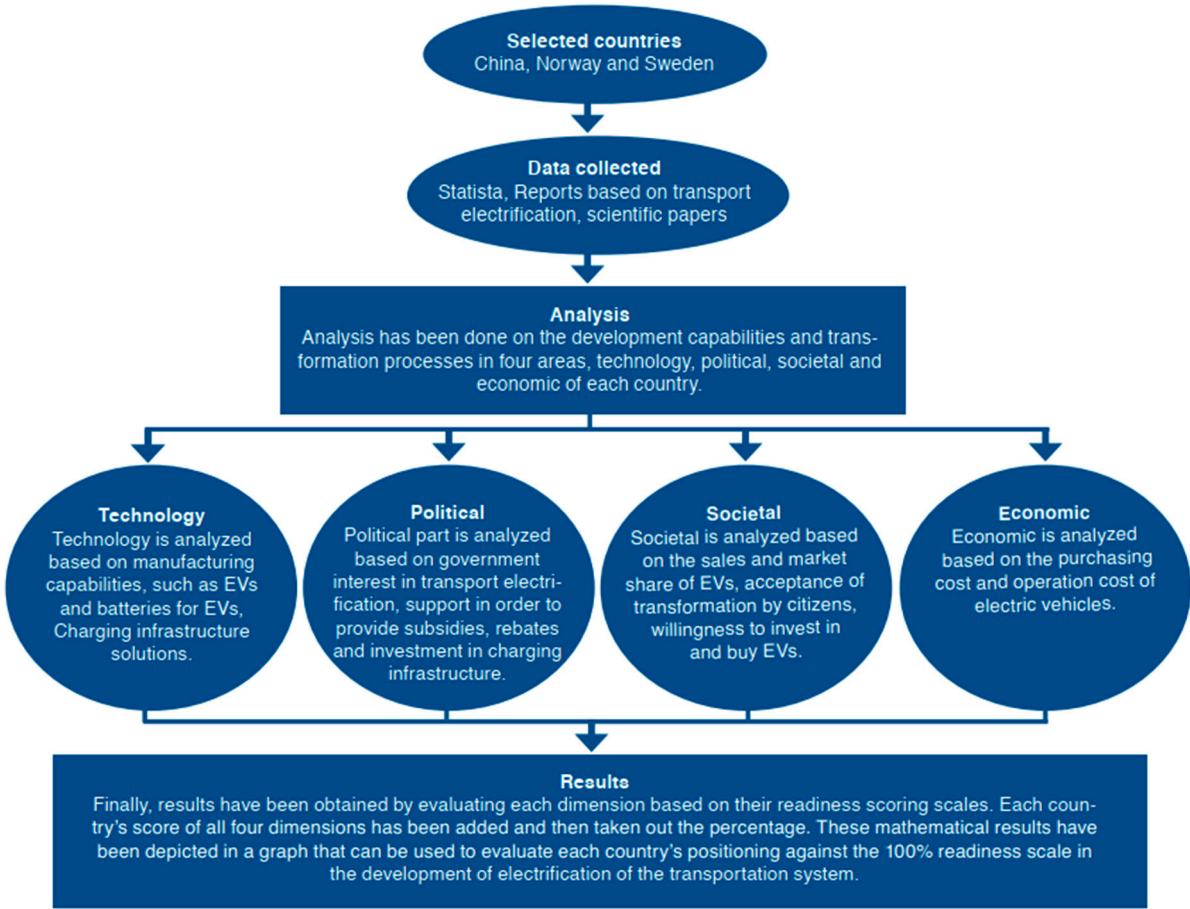 Selected countries
China, Norway and Sweden
Data collected
Statista, Reports based on transport
electrification, scientific papers
Analysis
Analysis has been done on the development capabilities and trans-
formation processes in four areas, technology, political, societal and
economic of each country.
Technology
Technology is analyzed
based on manufacturing
capabilities, such as EVs
and batteries for EVs,
Charging infrastructure
solutions.
Political
Political part is analyzed
based on government
interest in transport electri-
fication, support in order to
provide subsidies, rebates
and investment in charging
infrastructure.
Societal
Societal is analyzed based
on the sales and market
share of EVs, acceptance of
transformation by citizens,
willingness to invest in
and buy EVs.
Economic
Economic is analyzed
based on the purchasing
cost and operation cost of
electric vehicles.
Results
Finally, results have been obtained by evaluating each dimension based on their readiness scoring scales. Each coun-
try's score of all four dimensions has been added and then taken out the percentage. These mathematical results have
been depicted in a graph that can be used to evaluate each country's positioning against the 100% readiness scale in
the development of electrification of the transportation system.